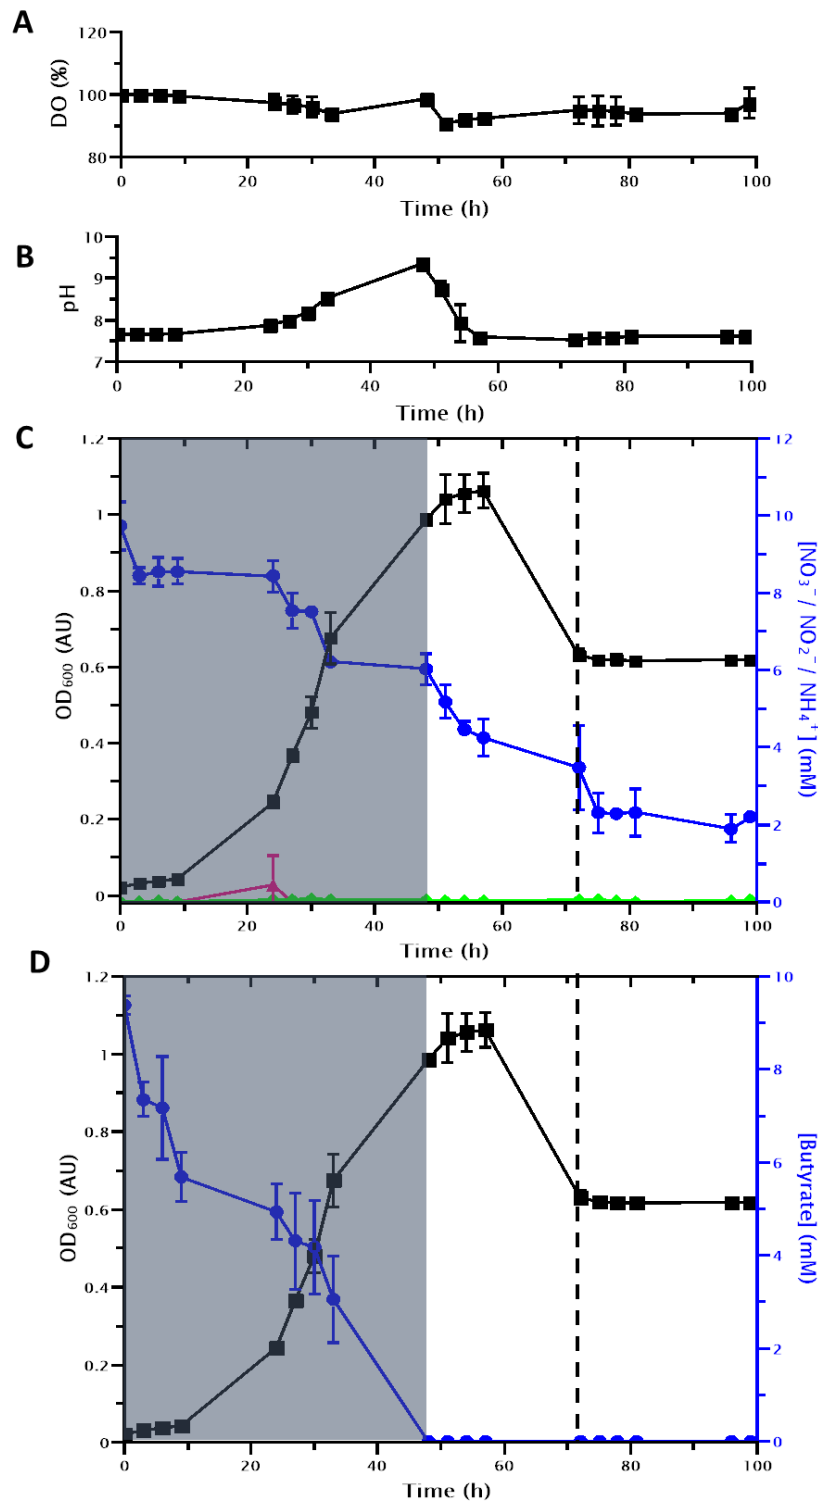 A
DO (%)
120
100
80
0 20 40 60 80 100
Time (h)
B
pH
10
9
8
7
0 20 40 60 80 100
Time (h)
C
OD₆₀₀ (AU)
1.2
1
0.8
0.6
0.4
0.2
0
12
10
8
6
4
2
0
[NO₃⁻/ NO₂⁻/ NH₄⁺] (mM)
0 20 40 60 80 100
Time (h)
D
OD₆₀₀ (AU)
1.2
1
0.8
0.6
0.4
0.2
0
10
8
6
4
2
0
[Butyrate] (mM)
0 20 40 60 80 100
Time (h)